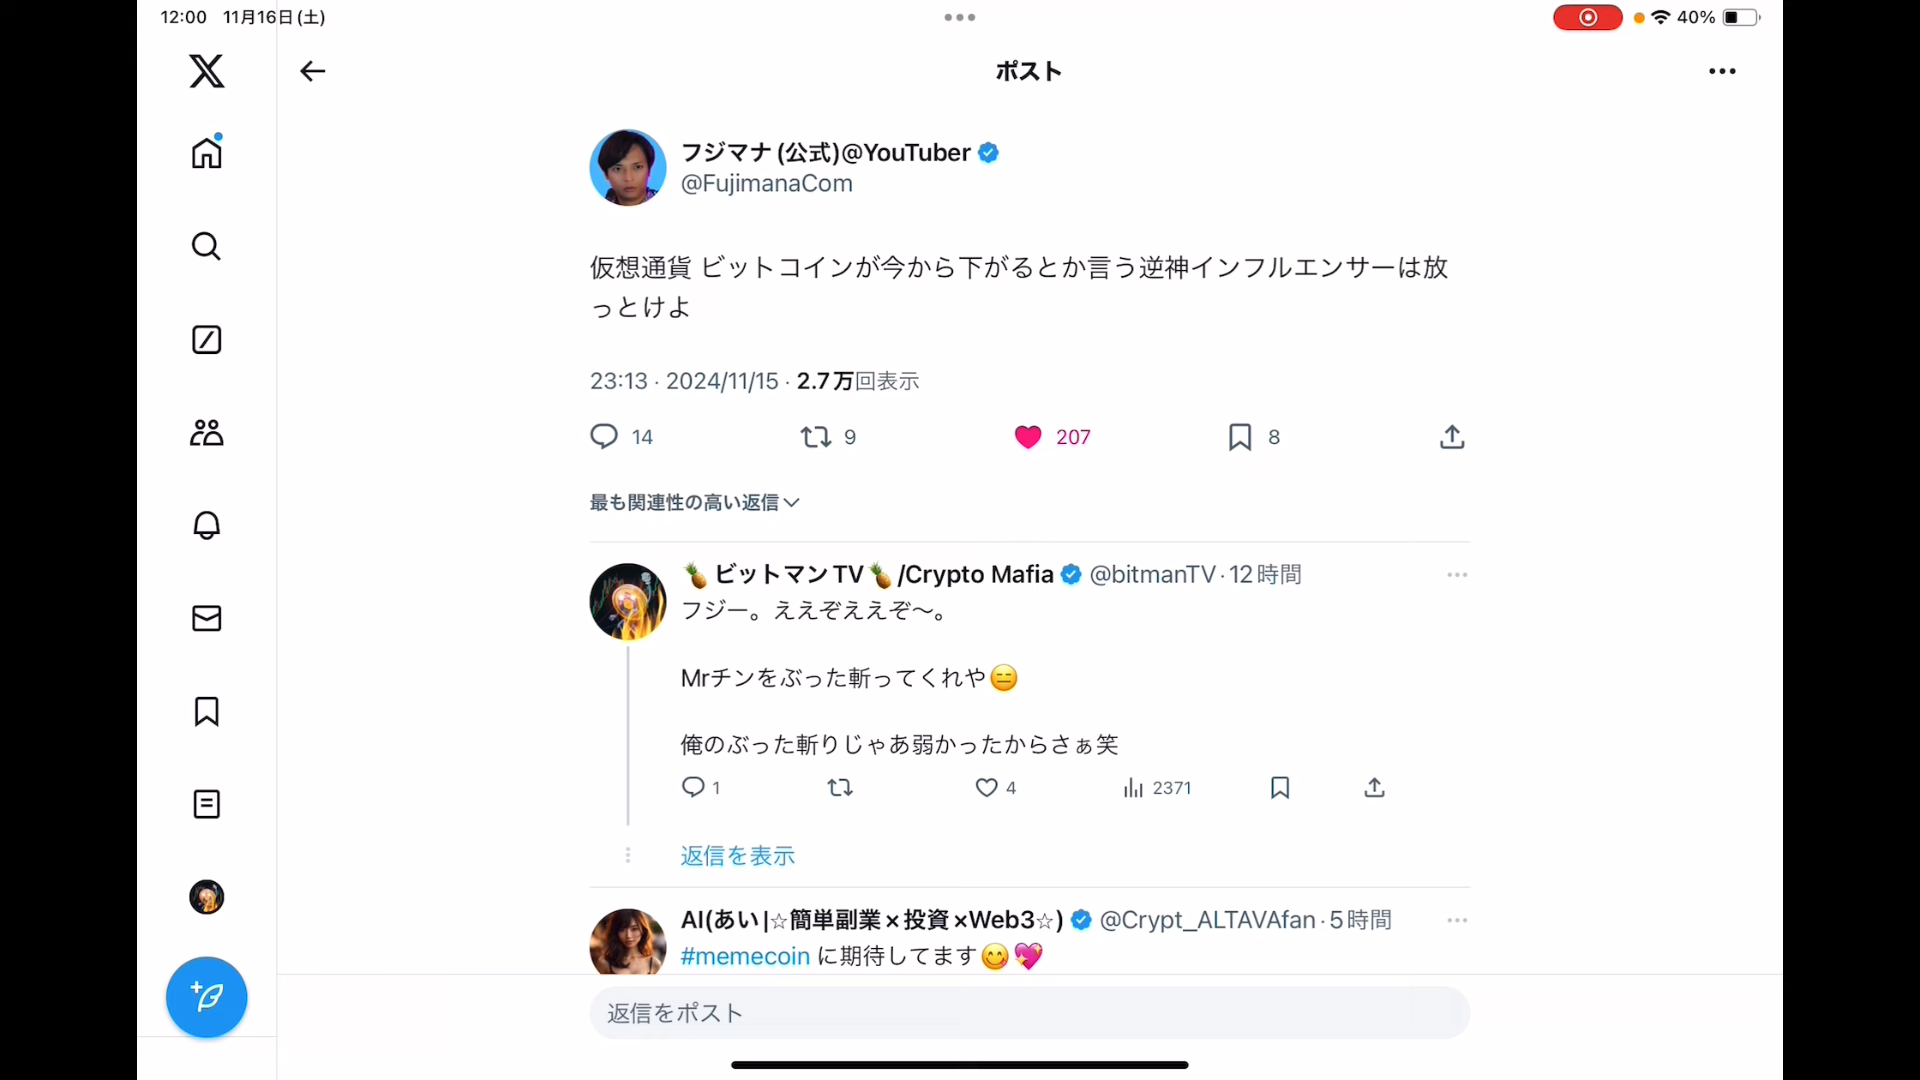 12:00 11月16日(土)
40%
ポスト
フジマナ(公式)@YouTuber
@FujimanaCom
仮想通貨 ビットコインが今から下がるとか言う逆神インフルエンサーは放
っとけよ
23:13 · 2024/11/15 · 2.7万回表示
14 9 207 8
最も関連性の高い返信
🍍ビットマンTV🍍/Crypto Mafia @bitmanTV · 12時間
フジー。ええぞええぞ〜。
Mrチンをぶった斬ってくれや😑
俺のぶった斬りじゃあ弱かったからさぁ笑
1 4 2371
返信を表示
AI(あい|☆簡単副業×投資×Web3☆) @Crypt_ALTAVAfan · 5時間
#memecoin に期待してます😋💖
返信をポスト